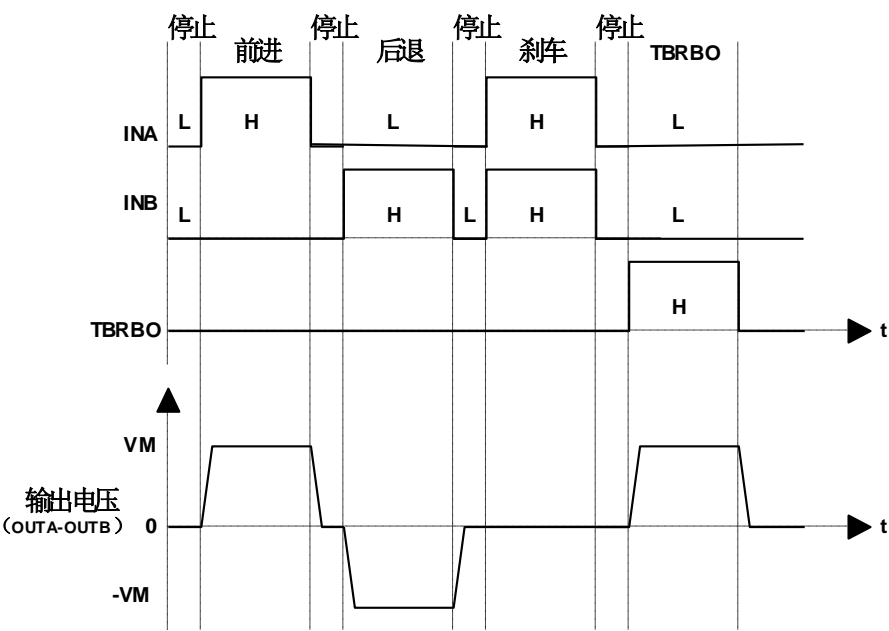 停止 停止 停止 停止
前进 后退 刹车 TBRBO
INA L H L H L
INB L H L H L
TBRBO H t
VM
输出电压
（OUTA-OUTB） 0 t
-VM